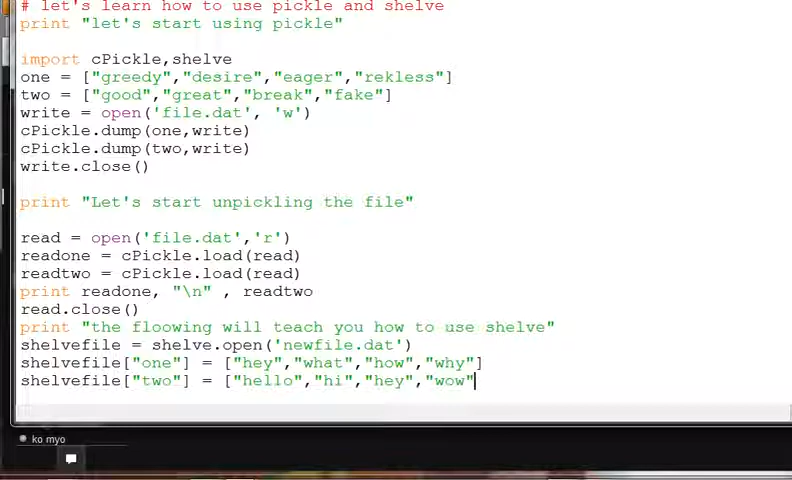 # let's learn how to use pickle and shelve
print "let's start using pickle"
import cPickle,shelve
one = ["greedy","desire","eager","rekless"]
two = ["good","great","break","fake"]
write = open('file.dat', 'w')
cPickle.dump(one,write)
cPickle.dump(two,write)
write.close()
print "Let's start unpickling the file"
read = open('file.dat','r')
readone = cPickle.load(read)
readtwo = cPickle.load(read)
print readone, "\n" , readtwo
read.close()
print "the floowing will teach you how to use shelve"
shelvefile = shelve.open('newfile.dat')
shelvefile["one"] = ["hey","what","how","why"]
shelvefile["two"] = ["hello","hi","hey","wow"
ko myo